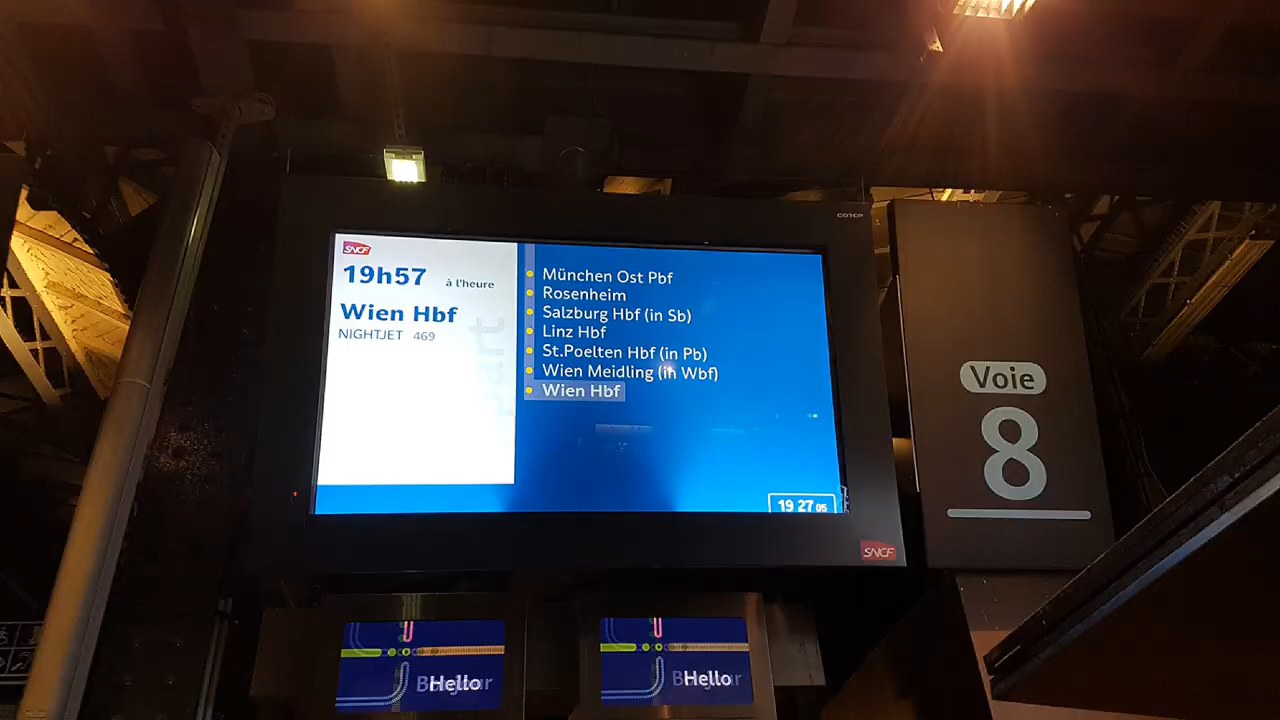 COTEP
SNCF
19h57 à l'heure
Wien Hbf
NIGHTJET 469
München Ost Pbf
Rosenheim
Salzburg Hbf (in Sb)
Linz Hbf
St.Poelten Hbf (in Pb)
Wien Meidling (in Wbf)
Wien Hbf
19 27 05
SNCF
Voie
8
Hello
Hello